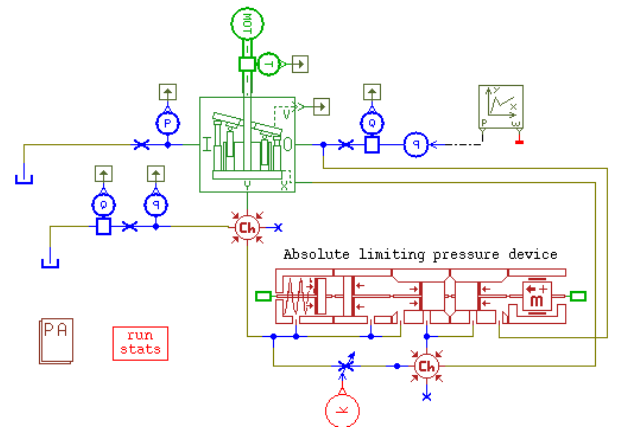 MOT
T
P
V
Q
Y
X
P
ω
I
O
p
Q
p
V
X
Ch
Absolute limiting pressure device
m
PA
run
stats
Ch
K